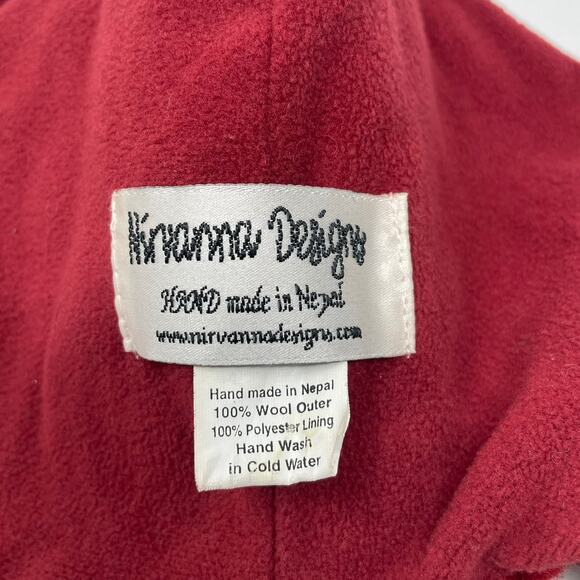 Nirvanna Designs
HAND made in Nepal
www.nirvannadesigns.com
Hand made in Nepal
100% Wool Outer
100% Polyester Lining
Hand Wash
in Cold Water